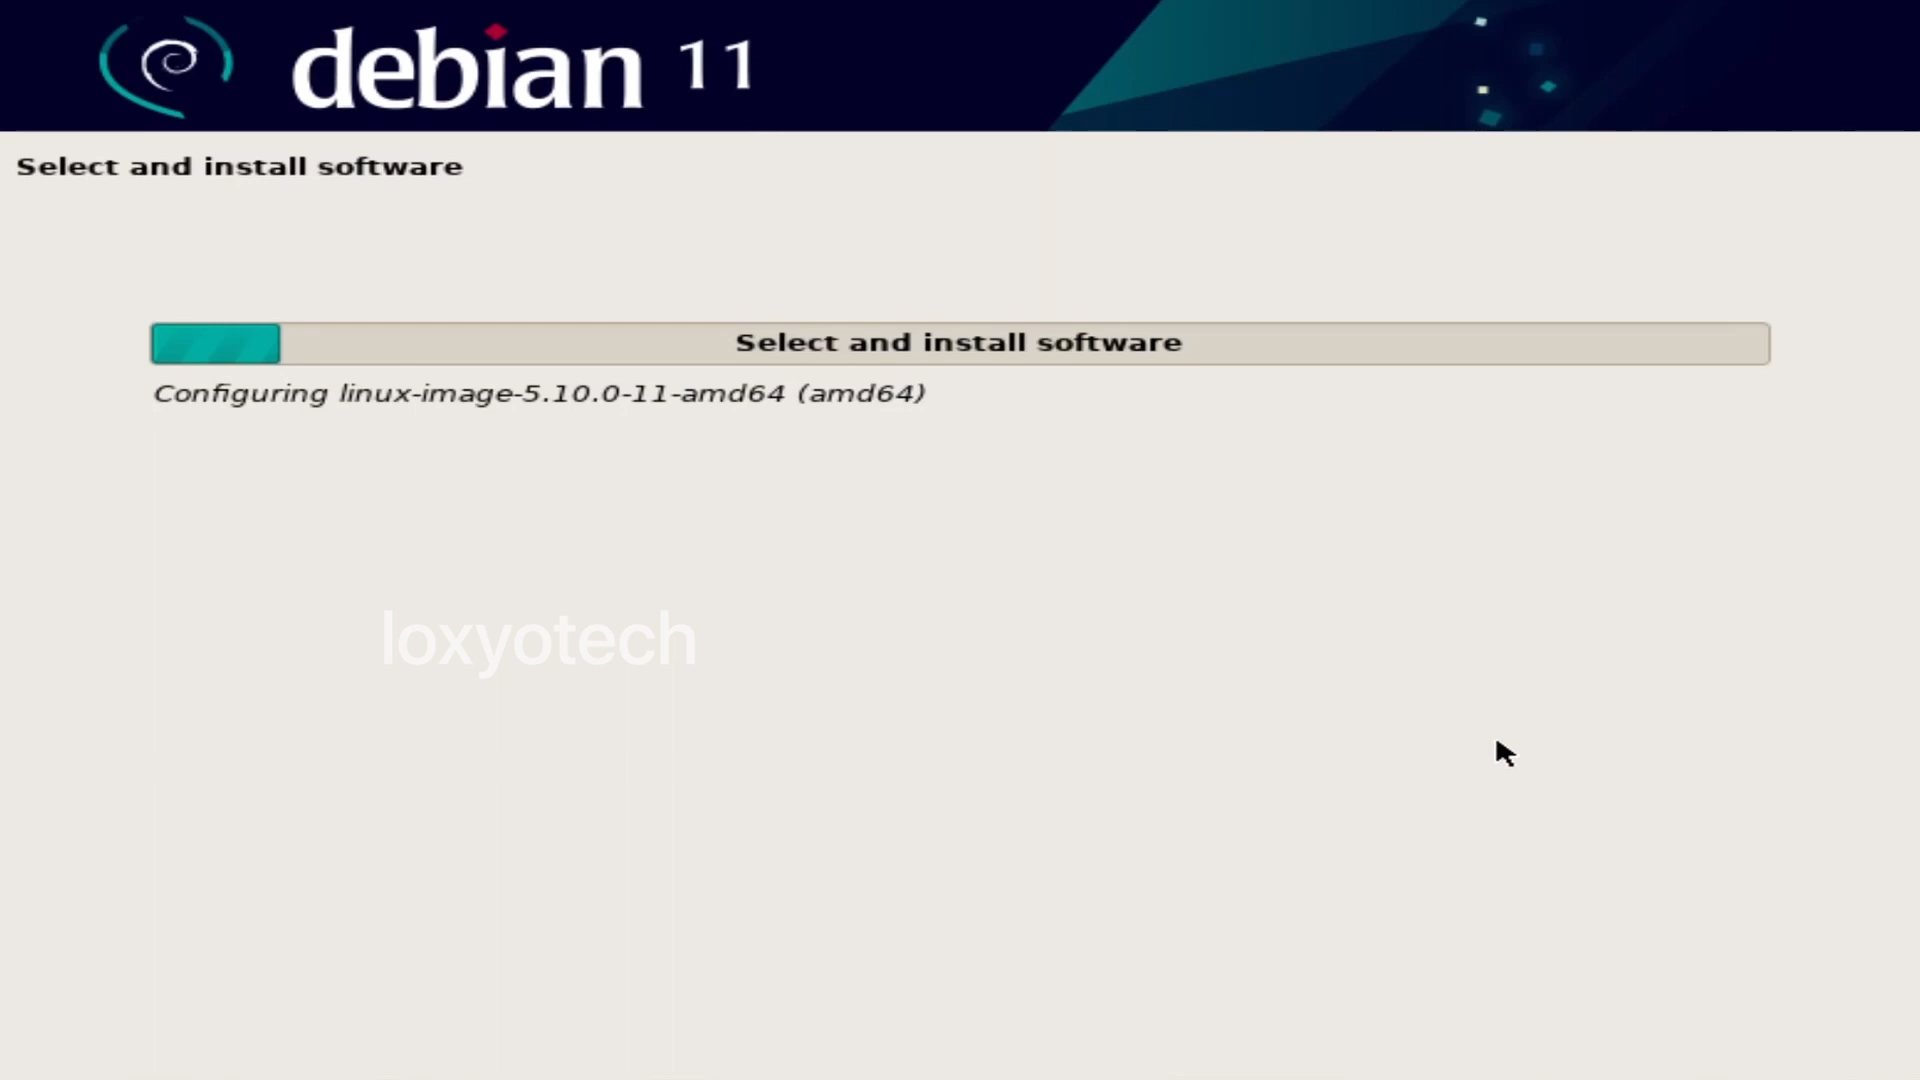 debian 11
Select and install software
Select and install software
Configuring linux-image-5.10.0-11-amd64 (amd64)
loxyotech